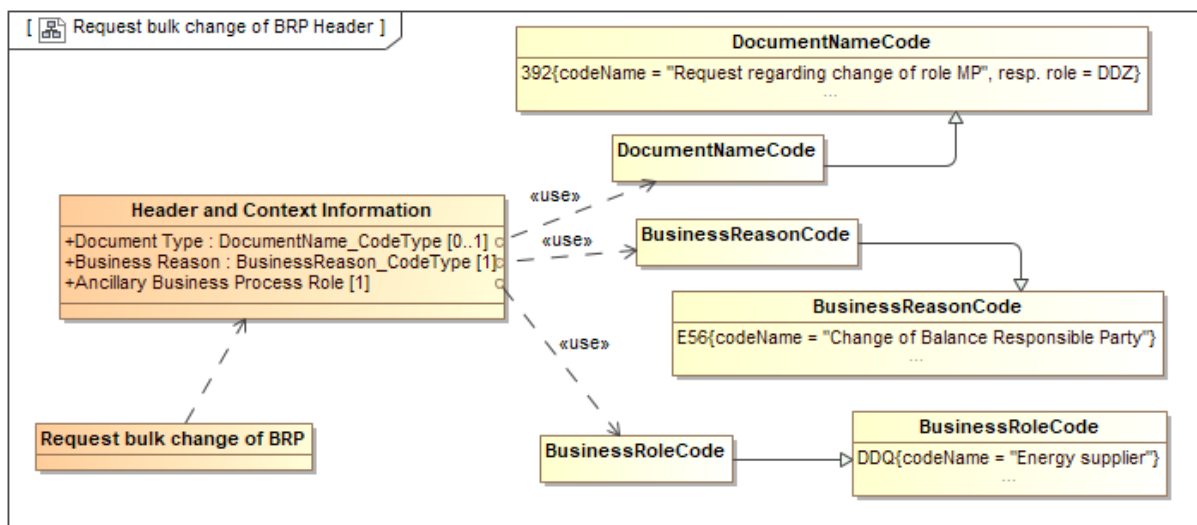 [ Request bulk change of BRP Header ]
DocumentNameCode
392{codeName = "Request regarding change of role MP", resp. role = DDZ}
...
DocumentNameCode
«use»
Header and Context Information
+Document Type : DocumentName_CodeType [0..1]
+Business Reason : BusinessReason_CodeType [1]
+Ancillary Business Process Role [1]
«use»
BusinessReasonCode
BusinessReasonCode
E56{codeName = "Change of Balance Responsible Party"}
...
«use»
Request bulk change of BRP
BusinessRoleCode
BusinessRoleCode
DDQ{codeName = "Energy supplier"}
...